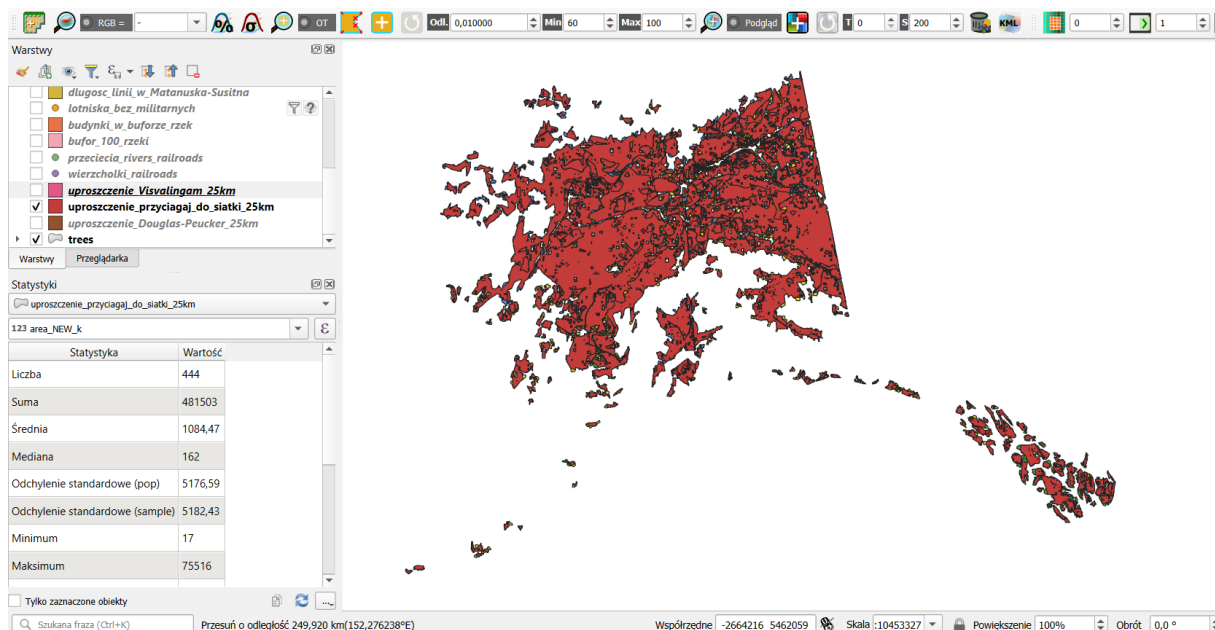 RGB = - OT Odl. 0,010000 Min 60 Max 100 Podgląd T 0 S 200 KML 0 1
Warstwy
dlugosc_linii_w_Matanuska-Susitna
lotniska_bez_militarnych
budynki_w_buforze_rzek
bufor_100_rzeki
przeciecia_rivers_railroads
wierzcholki_railroads
uproszczenie_Visvalingam_25km
uproszczenie_przyciagaj_do_siatki_25km
uproszczenie_Douglas-Peucker_25km
trees
Warstwy Przeglądarka
Statystyki
uproszczenie_przyciagaj_do_siatki_25km
123 area_NEW_k ε
Statystyka Wartość
Liczba 444
Suma 481503
Średnia 1084,47
Mediana 162
Odchylenie standardowe (pop) 5176,59
Odchylenie standardowe (sample) 5182,43
Minimum 17
Maksimum 75516
Tylko zaznaczone obiekty ...
Szukana fraza (Ctrl+K) Przesuń o odległość 249,920 km(152,276238°E) Współrzędne -2664216 5462059 Skala :10453327 Powiększenie 100% Obrót 0,0 °